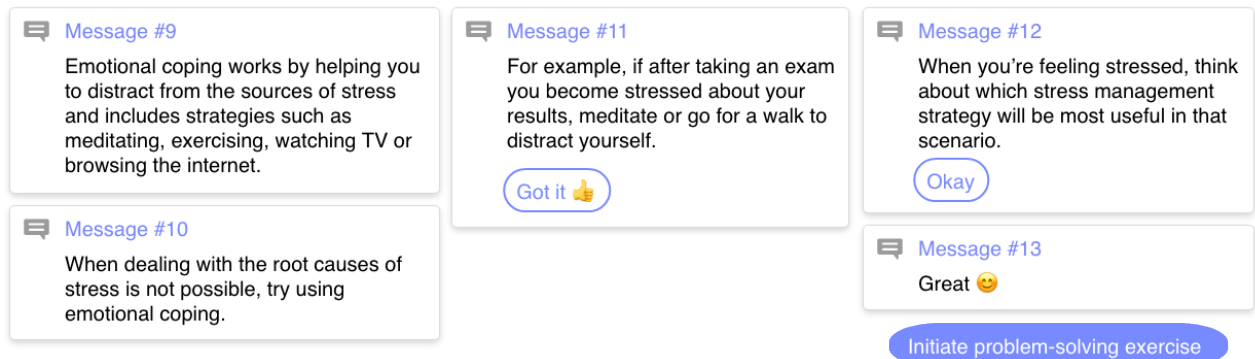 Message #9
Emotional coping works by helping you
to distract from the sources of stress
and includes strategies such as
meditating, exercising, watching TV or
browsing the internet.
Message #10
When dealing with the root causes of
stress is not possible, try using
emotional coping.
Message #11
For example, if after taking an exam
you become stressed about your
results, meditate or go for a walk to
distract yourself.
Got it 👍
Message #12
When you’re feeling stressed, think
about which stress management
strategy will be most useful in that
scenario.
Okay
Message #13
Great 😊
Initiate problem-solving exercise